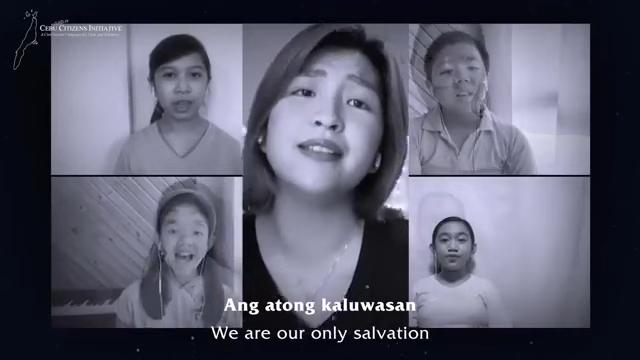 CEBU CITIZENS INITIATIVE
Ang atong kaluwasan
We are our only salvation